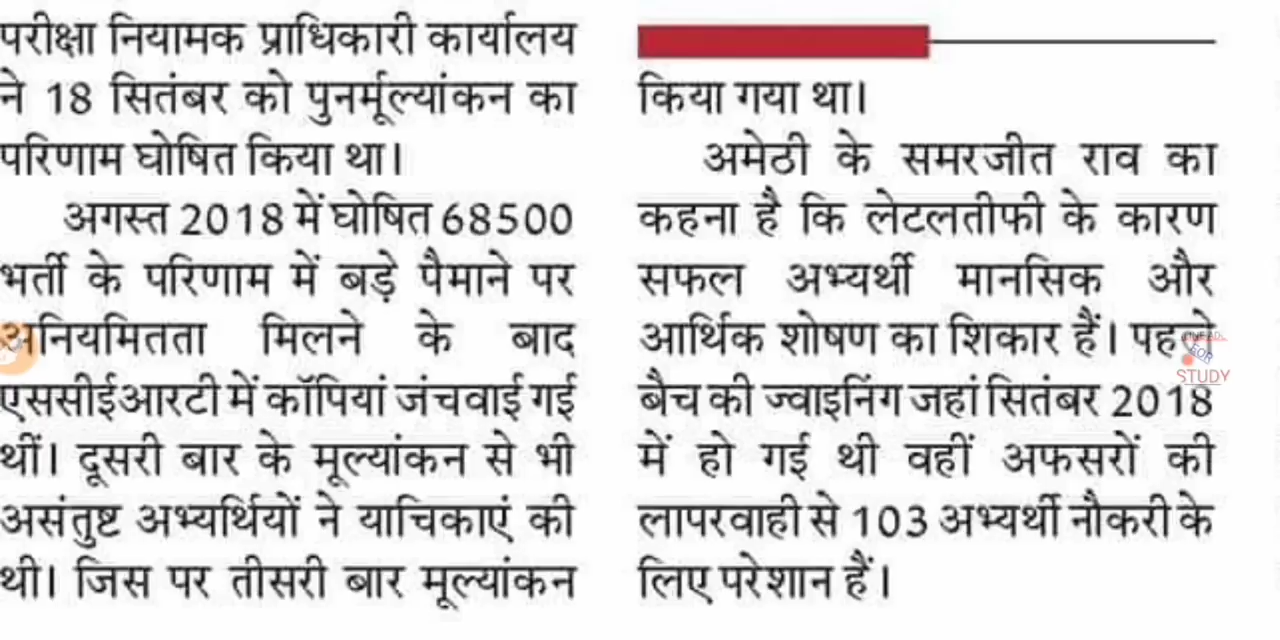 परीक्षा नियामक प्राधिकारी कार्यालय
ने 18 सितंबर को पुनर्मूल्यांकन का
परिणाम घोषित किया था।
अगस्त 2018 में घोषित 68500
भर्ती के परिणाम में बड़े पैमाने पर
अनियमितता मिलने के बाद
एससीईआरटी में कॉपियां जंचवाई गई
थीं। दूसरी बार के मूल्यांकन से भी
असंतुष्ट अभ्यर्थियों ने याचिकाएं की
थी। जिस पर तीसरी बार मूल्यांकन
किया गया था।
अमेठी के समरजीत राव का
कहना है कि लेटलतीफी के कारण
सफल अभ्यर्थी मानसिक और
आर्थिक शोषण का शिकार हैं। पहले
बैच की ज्वाइनिंग जहां सितंबर 2018
में हो गई थी वहीं अफसरों की
लापरवाही से 103 अभ्यर्थी नौकरी के
लिए परेशान हैं।
FOR
STUDY